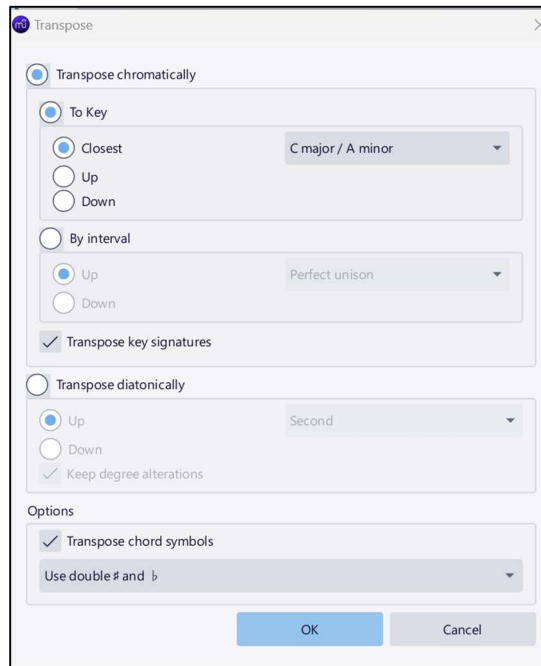 Transpose
Transpose chromatically
To Key
Closest C major / A minor
Up
Down
By interval
Up Perfect unison
Down
Transpose key signatures
Transpose diatonically
Up Second
Down
Keep degree alterations
Options
Transpose chord symbols
Use double ♯ and ♭
OK Cancel